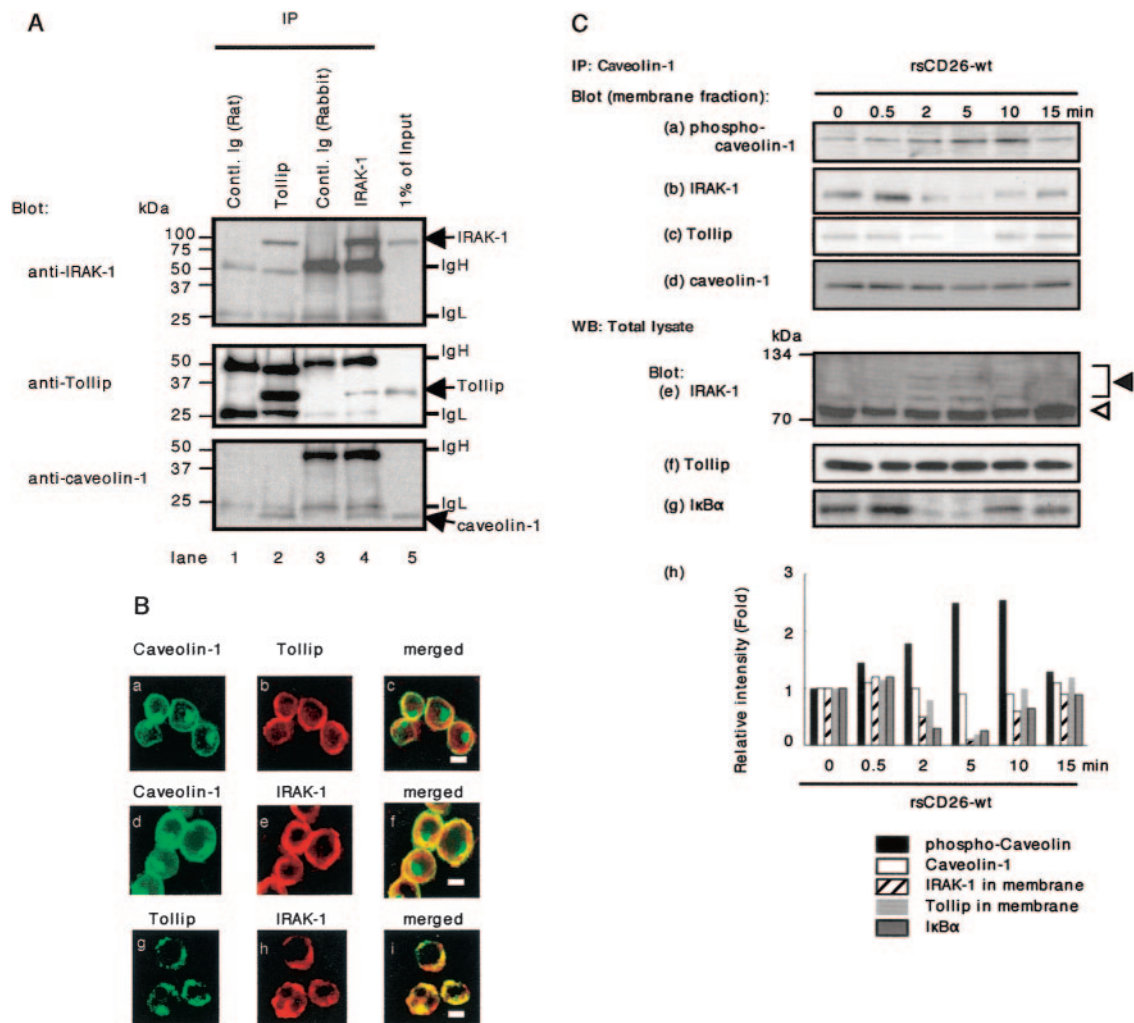 A
IP
Contl. Ig (Rat)
Tollip
Contl. Ig (Rabbit)
IRAK-1
1% of Input
Blot:
kDa
anti-IRAK-1
100
75
50
37
25
IRAK-1
IgH
IgL
anti-Tollip
50
37
25
IgH
Tollip
IgL
anti-caveolin-1
50
37
25
IgH
IgL
caveolin-1
lane 1 2 3 4 5
B
Caveolin-1 Tollip merged
a b c
Caveolin-1 IRAK-1 merged
d e f
Tollip IRAK-1 merged
g h i
C
IP: Caveolin-1 rsCD26-wt
Blot (membrane fraction): 0 0.5 2 5 10 15 min
(a) phospho-
caveolin-1
(b) IRAK-1
(c) Tollip
(d) caveolin-1
WB: Total lysate
kDa
134
Blot:
(e) IRAK-1
70
(f) Tollip
(g) IκBα
(h)
Relative intensity (Fold)
3
2
1
0
0 0.5 2 5 10 15 min
rsCD26-wt
phospho-Caveolin
Caveolin-1
IRAK-1 in membrane
Tollip in membrane
IκBα